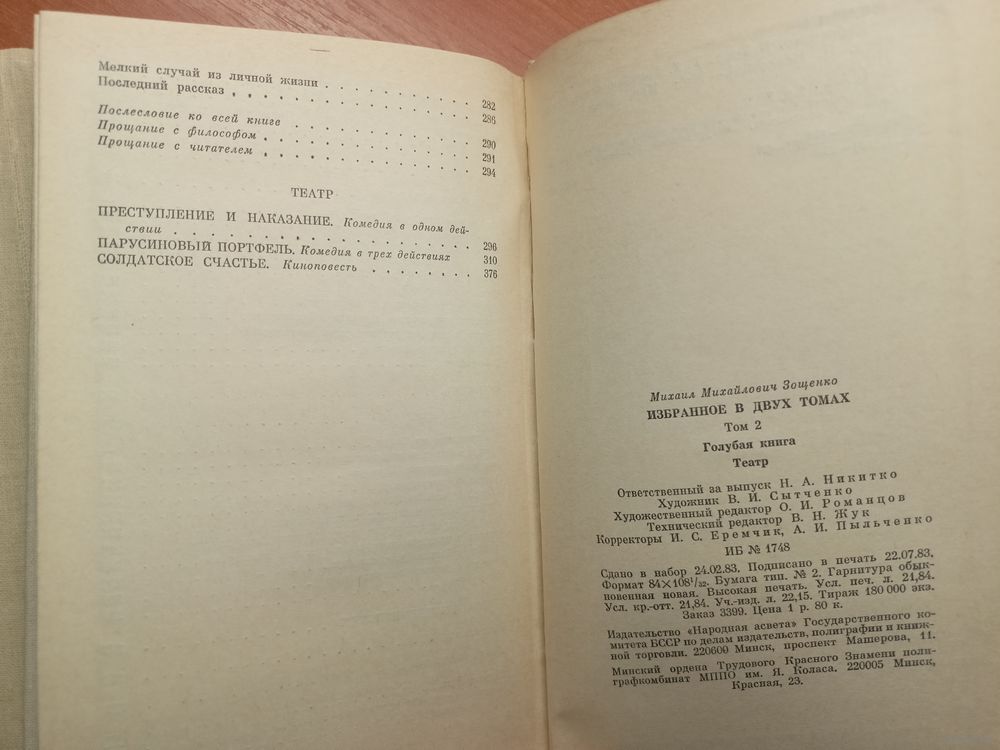 Мелкий случай из личной жизни . . . . . . . . . . 282
Последний рассказ . . . . . . . . . . . . . . . 286
Послесловие ко всей книге . . . . . . . . . . . 290
Прощание с философом . . . . . . . . . . . . . 291
Прощание с читателем . . . . . . . . . . . . . 294
ТЕАТР
ПРЕСТУПЛЕНИЕ И НАКАЗАНИЕ. Комедия в одном дей-
ствии . . . . . . . . . . . . . . . . . . 296
ПАРУСИНОВЫЙ ПОРТФЕЛЬ. Комедия в трех действиях 310
СОЛДАТСКОЕ СЧАСТЬЕ. Киноповесть . . . . . . . . 376
Михаил Михайлович Зощенко
ИЗБРАННОЕ В ДВУХ ТОМАХ
Том 2
Голубая книга
Театр
Ответственный за выпуск Н. А. Никитко
Художник В. И. Сытченко
Художественный редактор О. И. Романцов
Технический редактор В. Н. Жук
Корректоры И. С. Еремчик, А. И. Пыльченко
ИБ № 1748
Сдано в набор 24.02.83. Подписано в печать 22.07.83.
Формат 84×108¹/₃₂. Бумага тип. № 2. Гарнитура обык-
новенная новая. Высокая печать. Усл. печ. л. 21,84.
Усл. кр.-отт. 21,84. Уч.-изд. л. 22,15. Тираж 180 000 экз.
Заказ 3399. Цена 1 р. 80 к.
Издательство «Народная асвета» Государственного ко-
митета БССР по делам издательств, полиграфии и книж-
ной торговли. 220600 Минск, проспект Машерова, 11.
Минский ордена Трудового Красного Знамени поли-
графкомбинат МППО им. Я. Коласа. 220005 Минск,
Красная, 23.